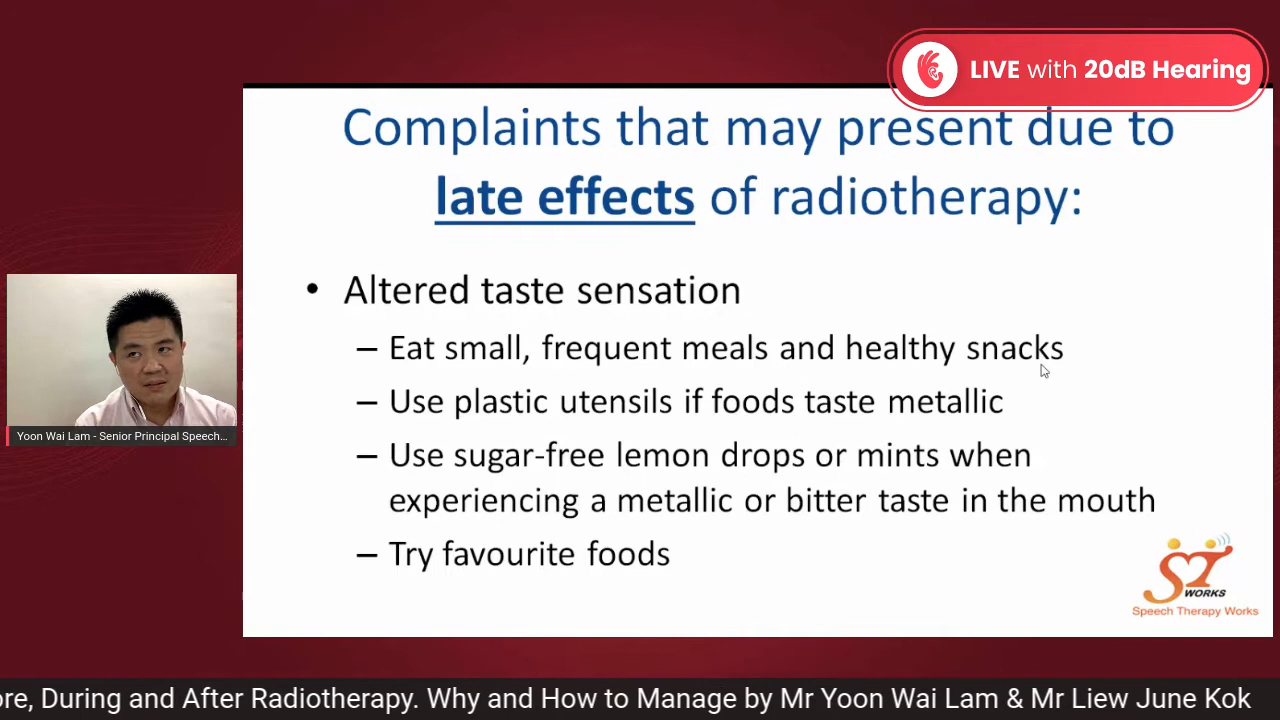 LIVE with 20dB Hearing
Complaints that may present due to
late effects of radiotherapy:
• Altered taste sensation
– Eat small, frequent meals and healthy snacks
– Use plastic utensils if foods taste metallic
– Use sugar-free lemon drops or mints when
experiencing a metallic or bitter taste in the mouth
– Try favourite foods
Yoon Wai Lam - Senior Principal Speech...
WORKS
Speech Therapy Works
ore, During and After Radiotherapy. Why and How to Manage by Mr Yoon Wai Lam & Mr Liew June Kok